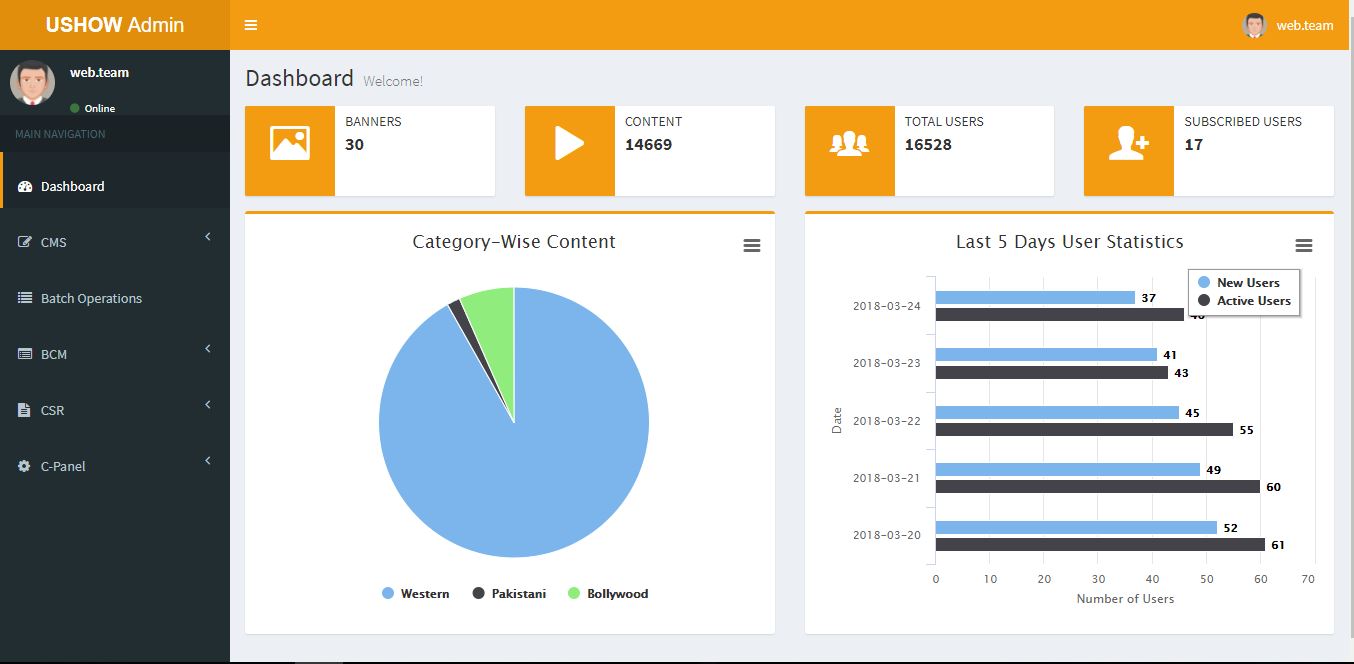 USHOW Admin
web.team
web.team
Online
MAIN NAVIGATION
Dashboard
CMS
Batch Operations
BCM
CSR
C-Panel
Dashboard Welcome!
BANNERS
30
CONTENT
14669
TOTAL USERS
16528
SUBSCRIBED USERS
17
Category-Wise Content
Western Pakistani Bollywood
Last 5 Days User Statistics
New Users
Active Users
Date
2018-03-24
37
2018-03-23
41
43
2018-03-22
45
55
2018-03-21
49
60
2018-03-20
52
61
0 10 20 30 40 50 60 70
Number of Users